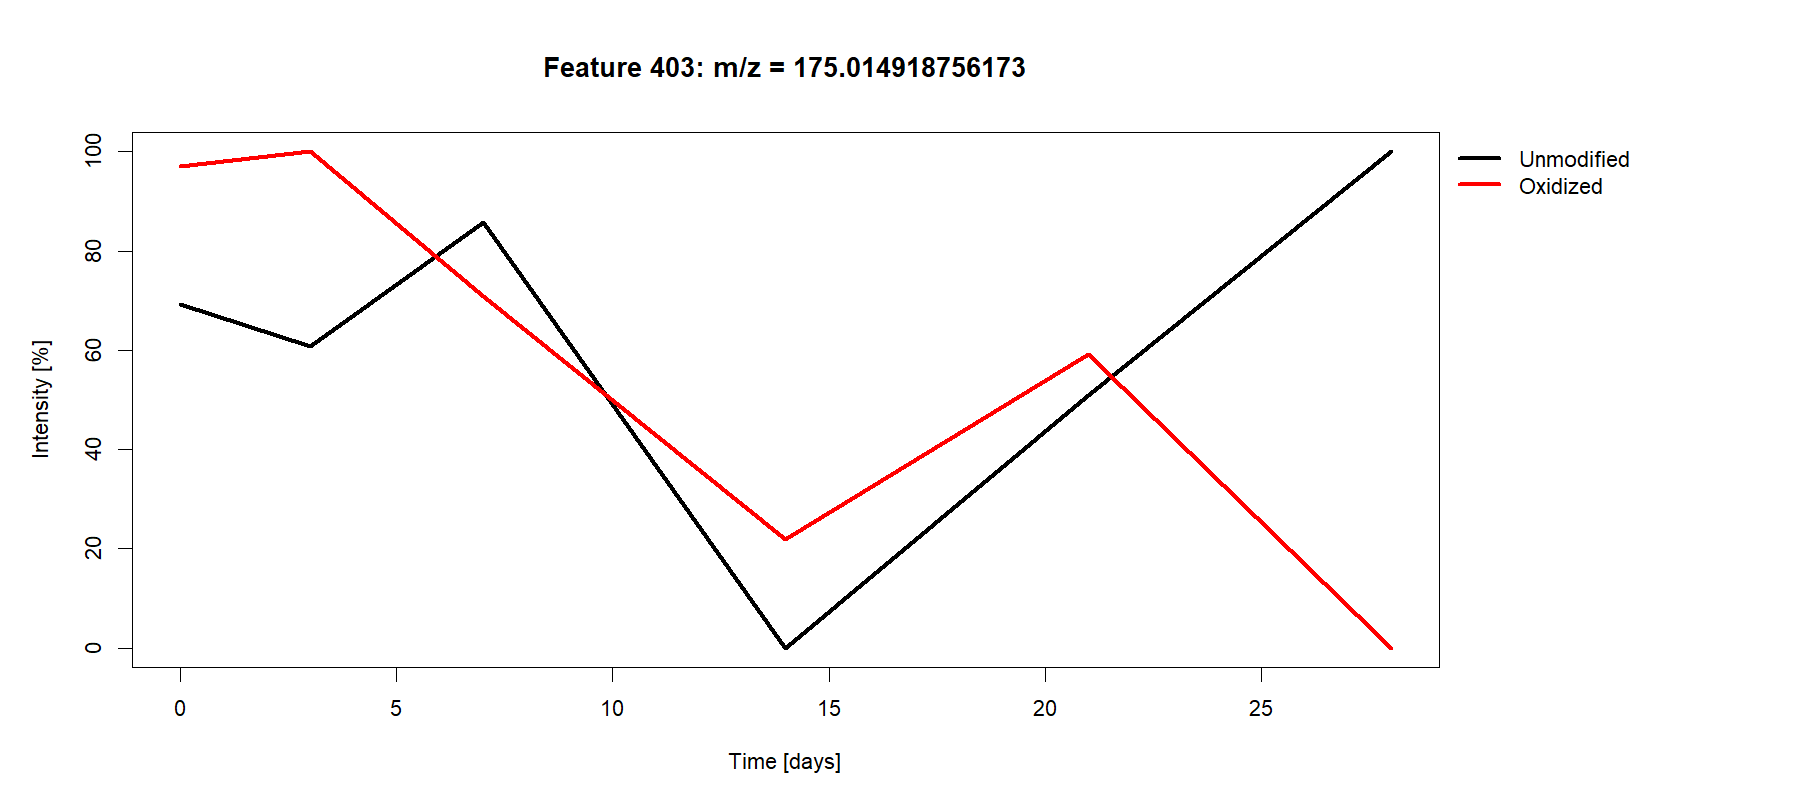 Feature 403: m/z = 175.014918756173
Unmodified
Oxidized
Intensity [%]
100
80
60
40
20
0
0 5 10 15 20 25
Time [days]